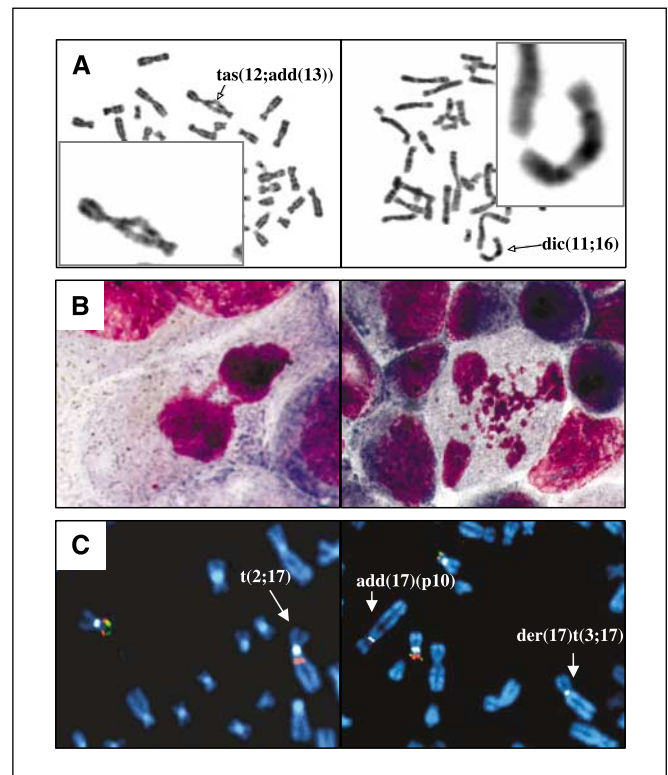 A
tas(12;add(13))
dic(11;16)
B
C
t(2;17)
add(17)(p10)
der(17)t(3;17)